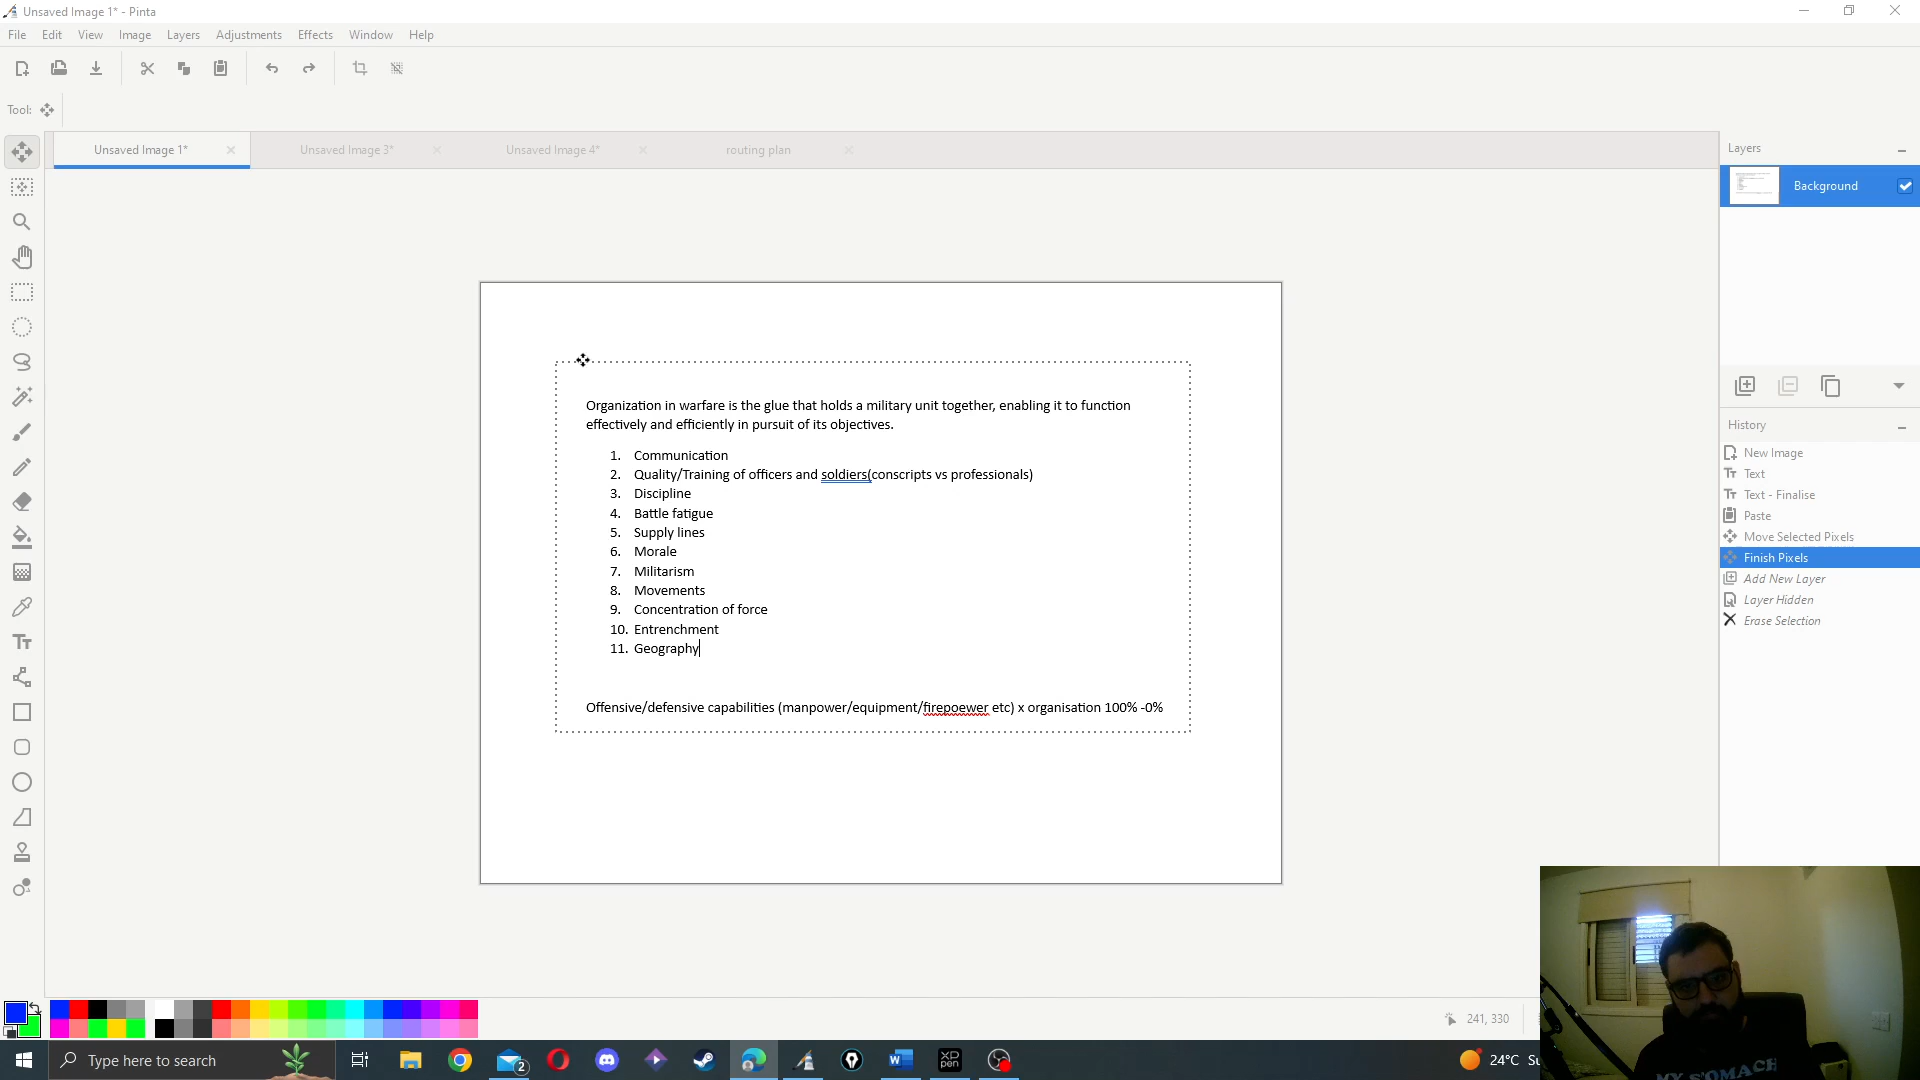 Unsaved Image 1* - Pinta
File Edit View Image Layers Adjustments Effects Window Help
Tool:
Unsaved Image 1* Unsaved Image 3* Unsaved Image 4* routing plan
Layers
Background
Organization in warfare is the glue that holds a military unit together, enabling it to function
effectively and efficiently in pursuit of its objectives.
1. Communication
2. Quality/Training of officers and soldiers(conscripts vs professionals)
3. Discipline
4. Battle fatigue
5. Supply lines
6. Morale
7. Militarism
8. Movements
9. Concentration of force
10. Entrenchment
11. Geography
Offensive/defensive capabilities (manpower/equipment/firepoewer etc) x organisation 100% -0%
History
New Image
Text
Text - Finalise
Paste
Move Selected Pixels
Finish Pixels
Add New Layer
Layer Hidden
Erase Selection
241, 330
MY STOMACH
Type here to search
2
W
XP
pen
24°C